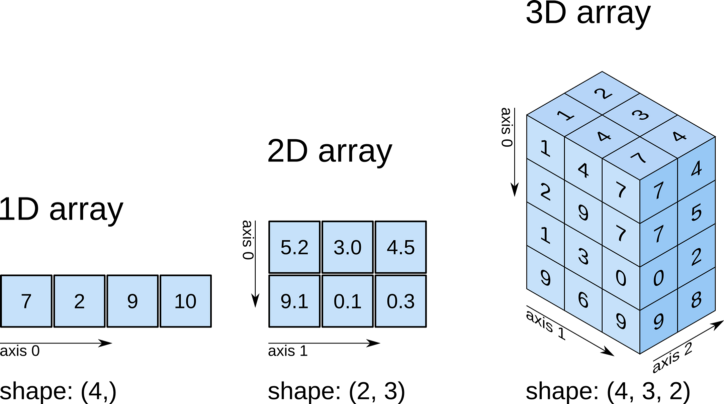 3D array
2D array
1D array
7 2 9 10
axis 0
shape: (4,)
axis 0
5.2 3.0 4.5
9.1 0.1 0.3
axis 1
shape: (2, 3)
axis 0
2
1 3
4 4
7
1 4 7 7 4
2 9 7 7 5
1 3 0 0 2
9 6 9 9 8
axis 1
axis 2
shape: (4, 3, 2)